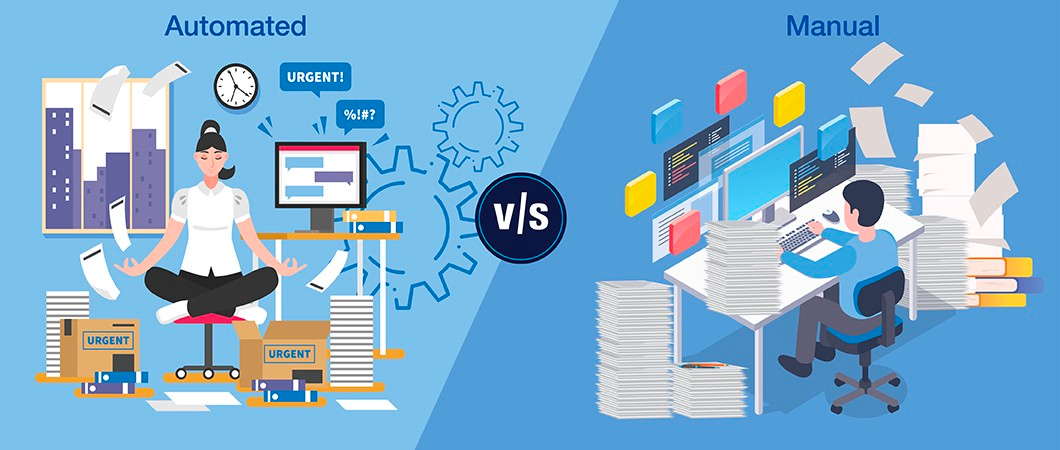 Automated
Manual
URGENT!
%!#?
V/S
URGENT
URGENT